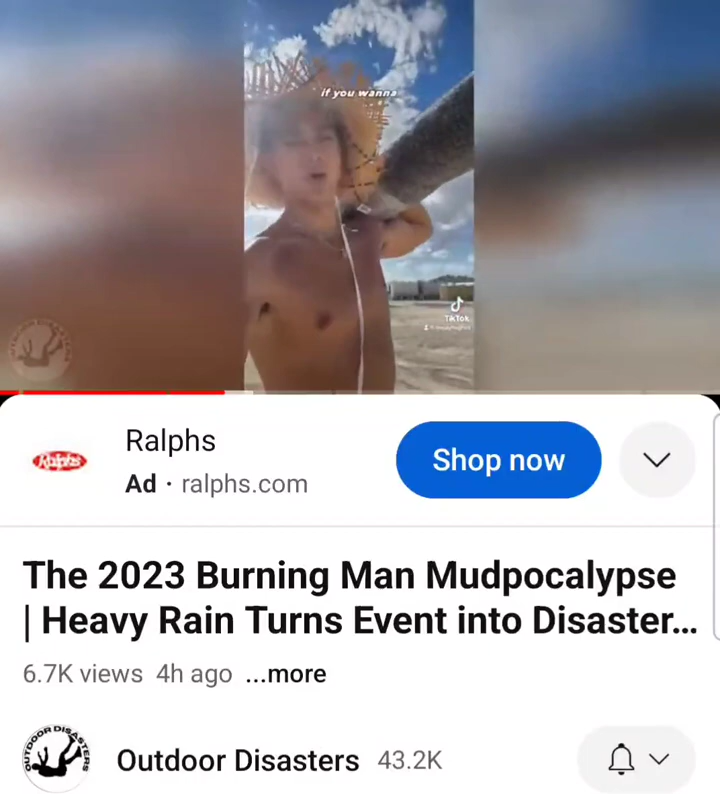 if you wanna
TikTok
Ralphs
Ralphs
Ad · ralphs.com
Shop now
The 2023 Burning Man Mudpocalypse
| Heavy Rain Turns Event into Disaster...
6.7K views 4h ago ...more
OUTDOOR DISASTERS
Outdoor Disasters 43.2K